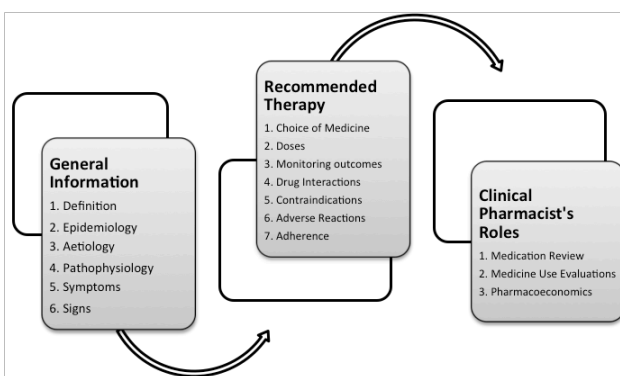 General
Information
1. Definition
2. Epidemiology
3. Aetiology
4. Pathophysiology
5. Symptoms
6. Signs
Recommended
Therapy
1. Choice of Medicine
2. Doses
3. Monitoring outcomes
4. Drug Interactions
5. Contraindications
6. Adverse Reactions
7. Adherence
Clinical
Pharmacist's
Roles
1. Medication Review
2. Medicine Use Evaluations
3. Pharmacoeconomics